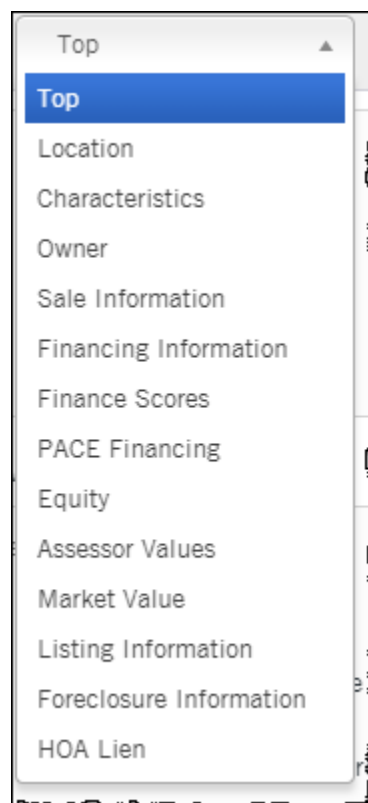 Top
Top
Location
Characteristics
Owner
Sale Information
Financing Information
Finance Scores
PACE Financing
Equity
Assessor Values
Market Value
Listing Information
Foreclosure Information
HOA Lien